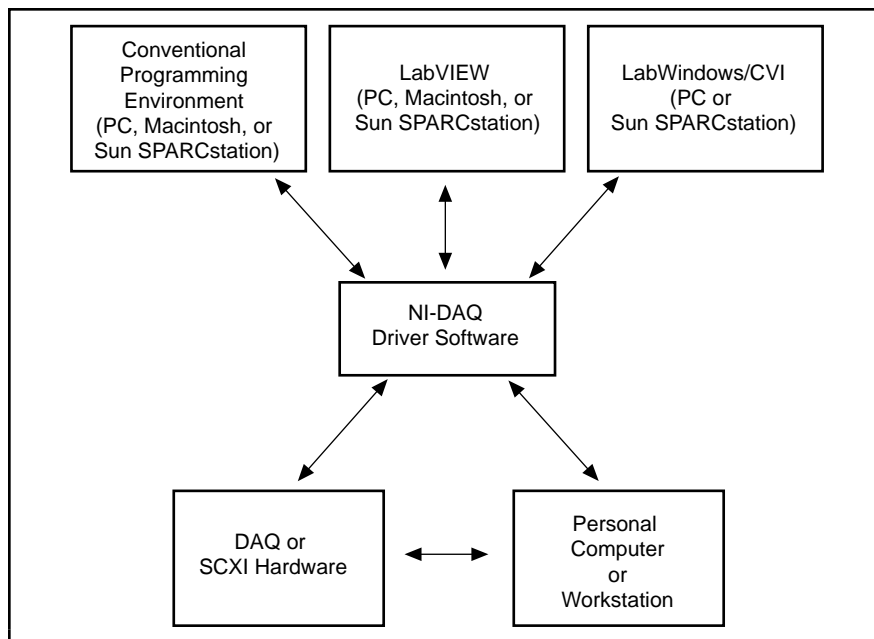 Conventional
Programming
Environment
(PC, Macintosh, or
Sun SPARCstation)
LabVIEW
(PC, Macintosh, or
Sun SPARCstation)
LabWindows/CVI
(PC or
Sun SPARCstation)
NI-DAQ
Driver Software
DAQ or
SCXI Hardware
Personal
Computer
or
Workstation